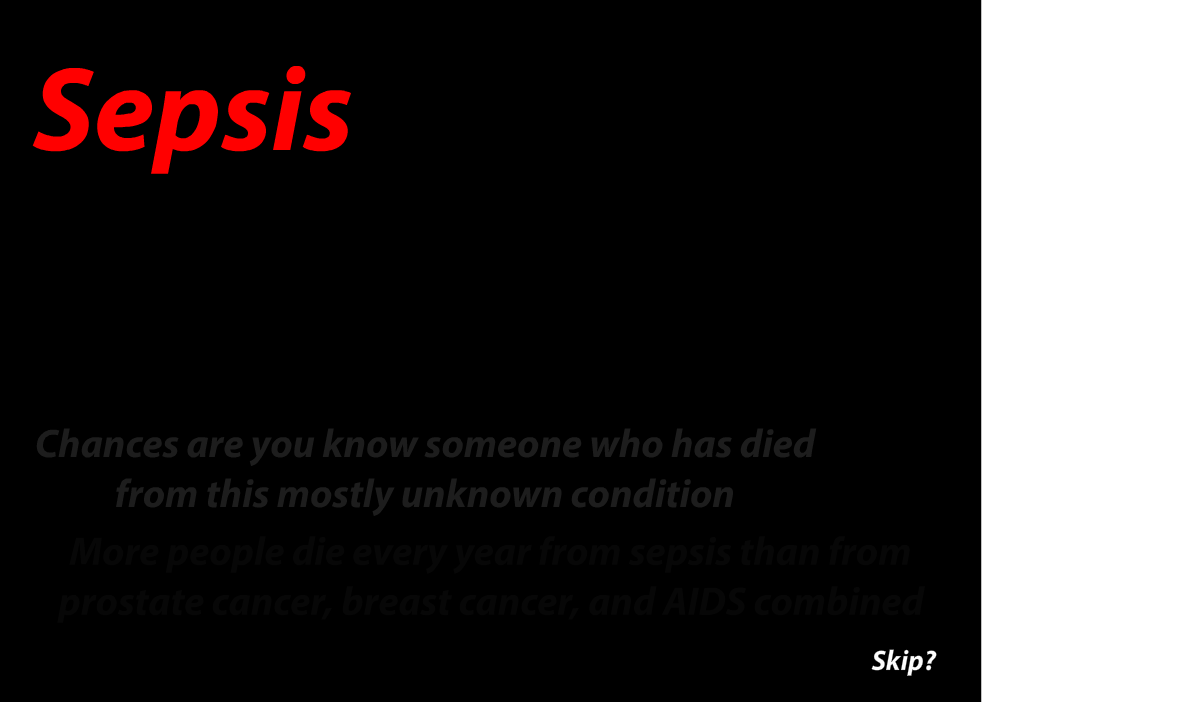 Sepsis
Chances are you know someone who has died
from this mostly unknown condition
More people die every year from sepsis than from
prostate cancer, breast cancer, and AIDS combined
Skip?